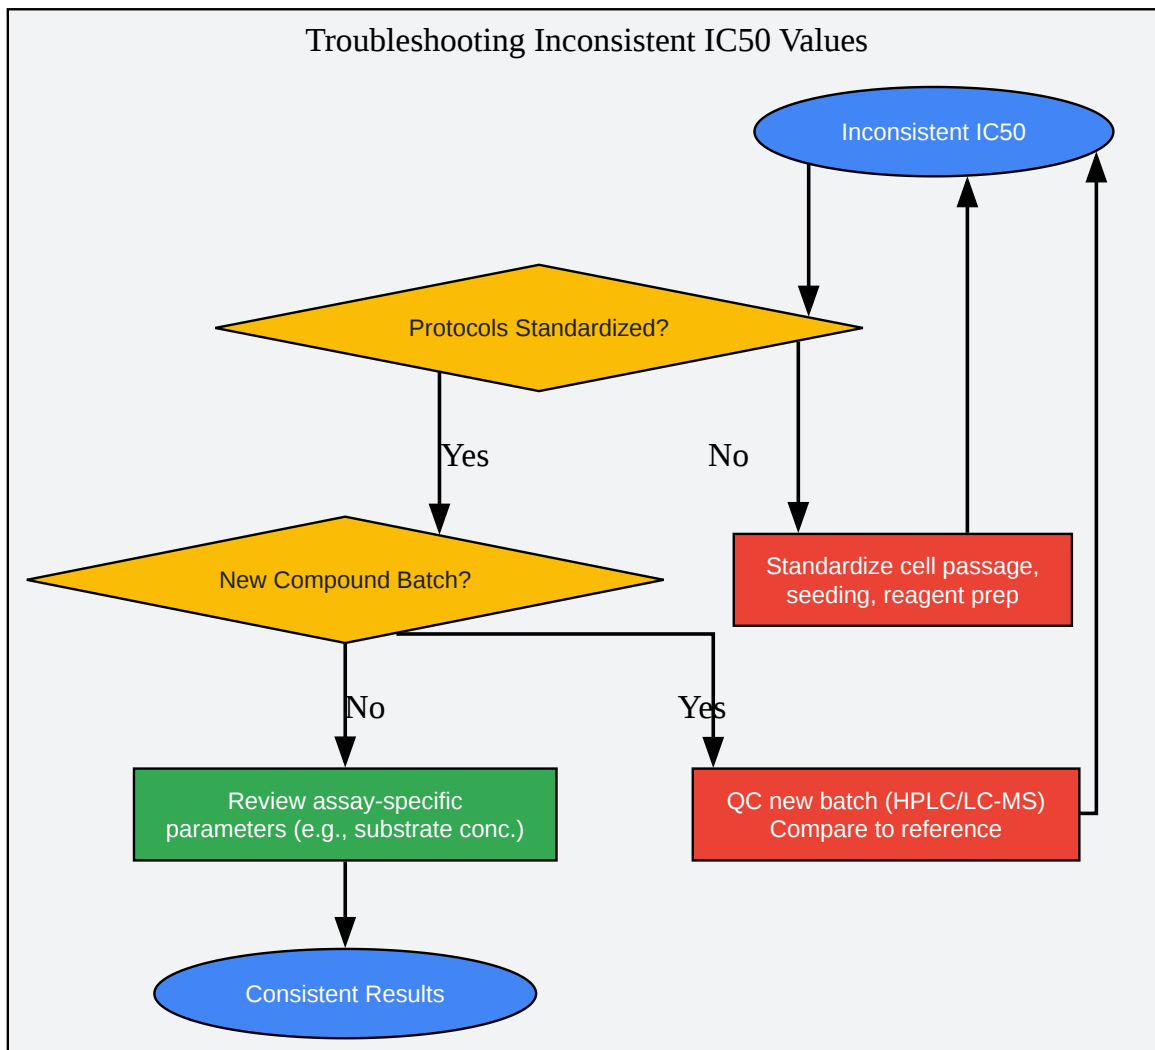 Troubleshooting Inconsistent IC50 Values
Inconsistent IC50
Protocols Standardized?
Yes
No
New Compound Batch?
Standardize cell passage,
seeding, reagent prep
No
Yes
Review assay-specific
parameters (e.g., substrate conc.)
QC new batch (HPLC/LC-MS)
Compare to reference
Consistent Results